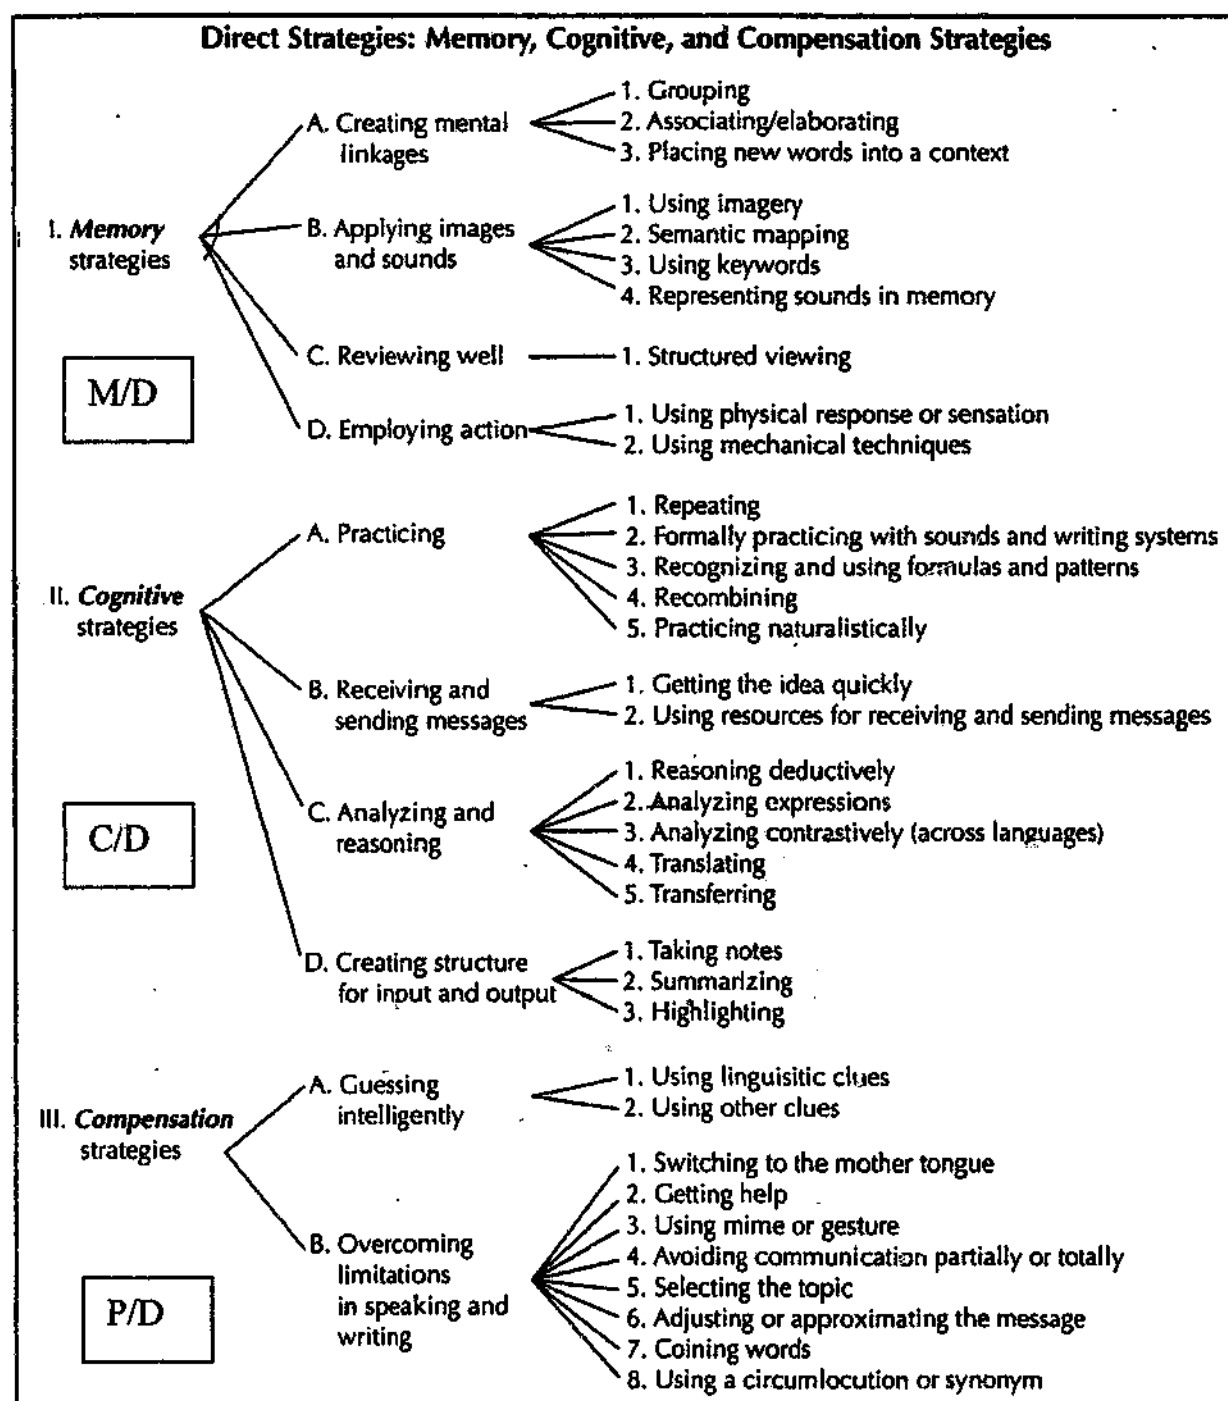 Direct Strategies: Memory, Cognitive, and Compensation Strategies
I. Memory
strategies
M/D
A. Creating mental
linkages
1. Grouping
2. Associating/elaborating
3. Placing new words into a context
B. Applying images
and sounds
1. Using imagery
2. Semantic mapping
3. Using keywords
4. Representing sounds in memory
C. Reviewing well
1. Structured viewing
D. Employing action
1. Using physical response or sensation
2. Using mechanical techniques
II. Cognitive
strategies
C/D
A. Practicing
1. Repeating
2. Formally practicing with sounds and writing systems
3. Recognizing and using formulas and patterns
4. Recombining
5. Practicing naturalistically
B. Receiving and
sending messages
1. Getting the idea quickly
2. Using resources for receiving and sending messages
C. Analyzing and
reasoning
1. Reasoning deductively
2. Analyzing expressions
3. Analyzing contrastively (across languages)
4. Translating
5. Transferring
D. Creating structure
for input and output
1. Taking notes
2. Summarizing
3. Highlighting
III. Compensation
strategies
P/D
A. Guessing
intelligently
1. Using linguisitic clues
2. Using other clues
B. Overcoming
limitations
in speaking and
writing
1. Switching to the mother tongue
2. Getting help
3. Using mime or gesture
4. Avoiding communication partially or totally
5. Selecting the topic
6. Adjusting or approximating the message
7. Coining words
8. Using a circumlocution or synonym